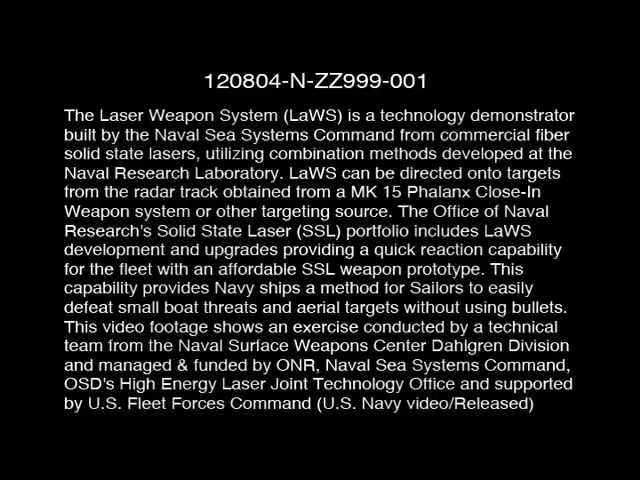 120804-N-ZZ999-001
The Laser Weapon System (LaWS) is a technology demonstrator
built by the Naval Sea Systems Command from commercial fiber
solid state lasers, utilizing combination methods developed at the
Naval Research Laboratory. LaWS can be directed onto targets
from the radar track obtained from a MK 15 Phalanx Close-In
Weapon system or other targeting source. The Office of Naval
Research's Solid State Laser (SSL) portfolio includes LaWS
development and upgrades providing a quick reaction capability
for the fleet with an affordable SSL weapon prototype. This
capability provides Navy ships a method for Sailors to easily
defeat small boat threats and aerial targets without using bullets.
This video footage shows an exercise conducted by a technical
team from the Naval Surface Weapons Center Dahlgren Division
and managed & funded by ONR, Naval Sea Systems Command,
OSD's High Energy Laser Joint Technology Office and supported
by U.S. Fleet Forces Command (U.S. Navy video/Released)